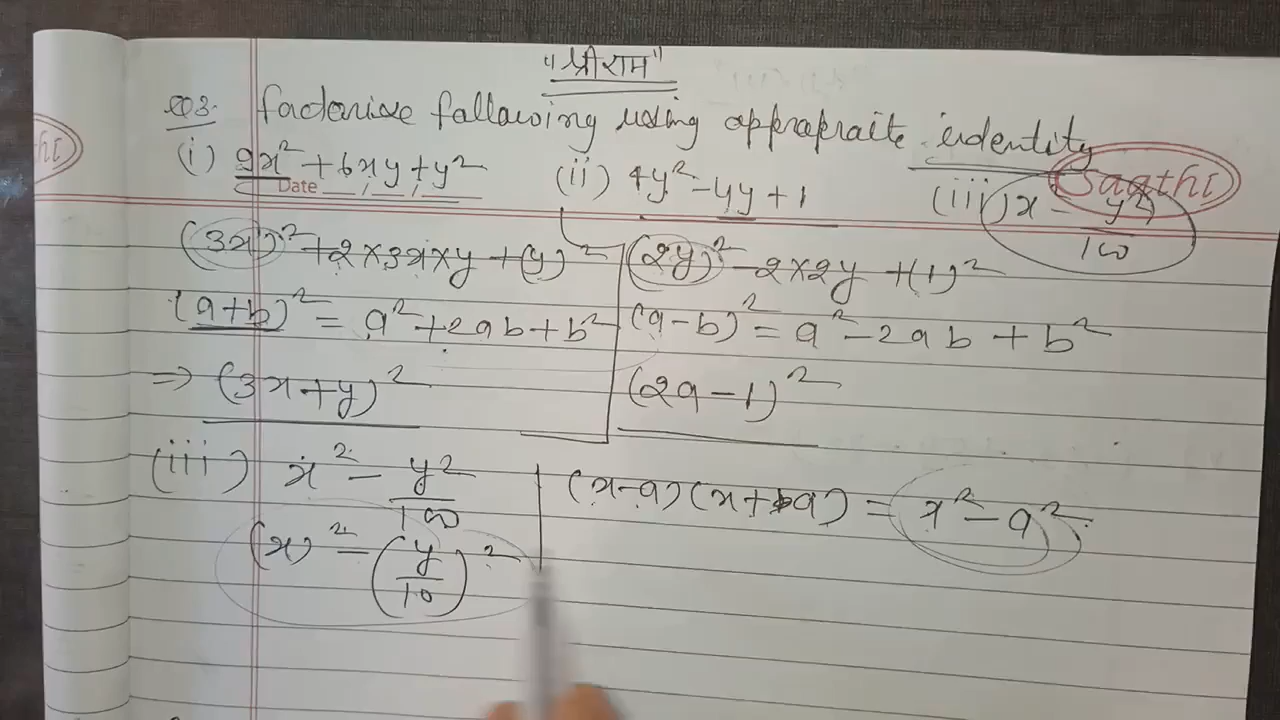 "श्रीराम"
Q3. factorise following using appropraite identity
(i) 9x² + 6xy + y² (ii) 4y² - 4y + 1 (iii) x - y²/100
Date
Saathi
(3x)² + 2×3x×y + (y)² (2y)² - 2×2y + (1)²
(a+b)² = a² + 2ab + b² (a-b)² = a² - 2ab + b²
⇒ (3x+y)² (2a-1)²
(iii) x² - y²/100 (x-a)(x+a) = x² - a²
(x)² - (y/10)²